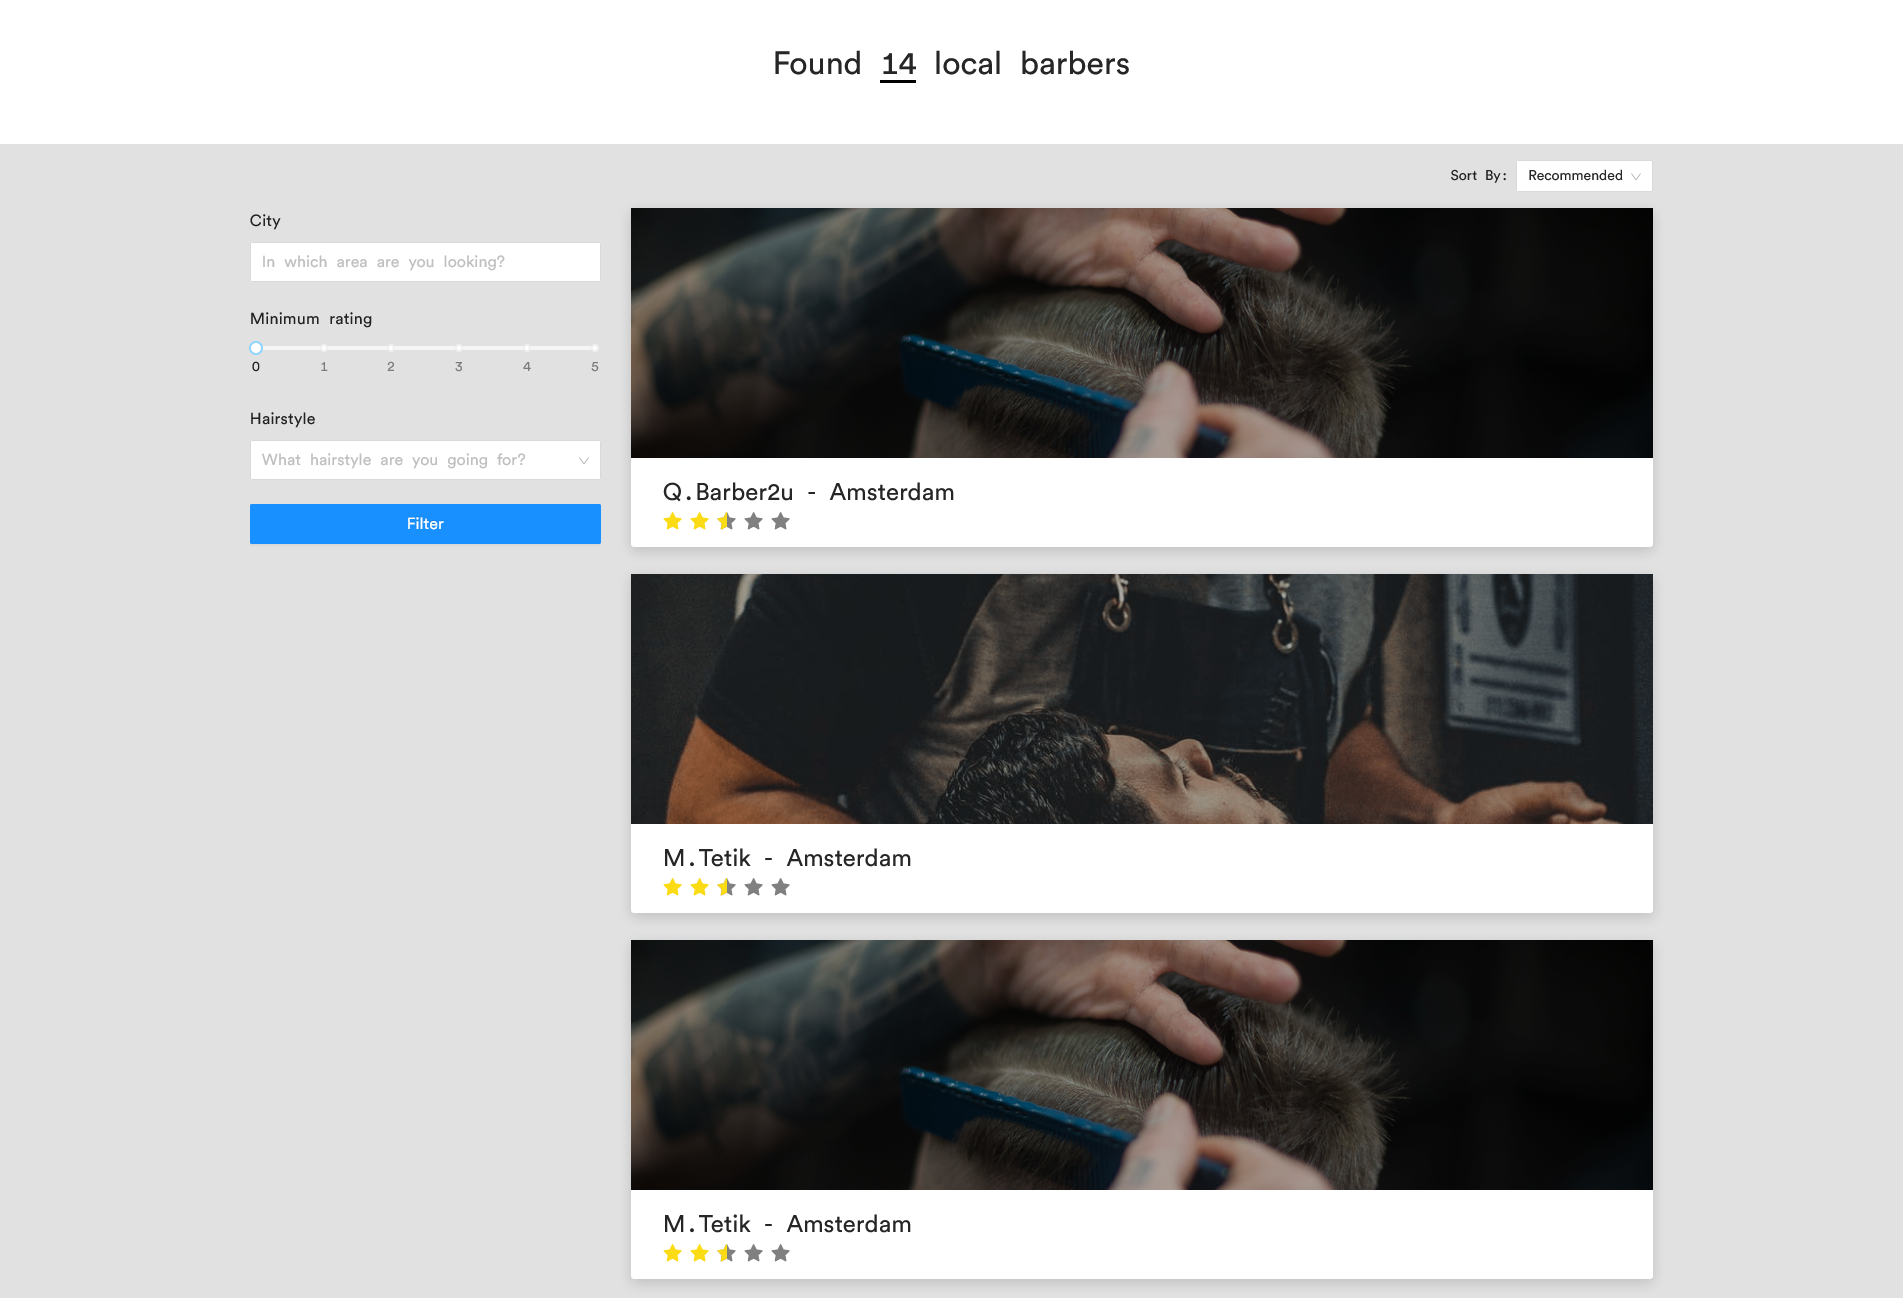 Found 14 local barbers
Sort By: Recommended
City
In which area are you looking?
Minimum rating
0 1 2 3 4 5
Hairstyle
What hairstyle are you going for?
Filter
Q.Barber2u - Amsterdam
M.Tetik - Amsterdam
M.Tetik - Amsterdam